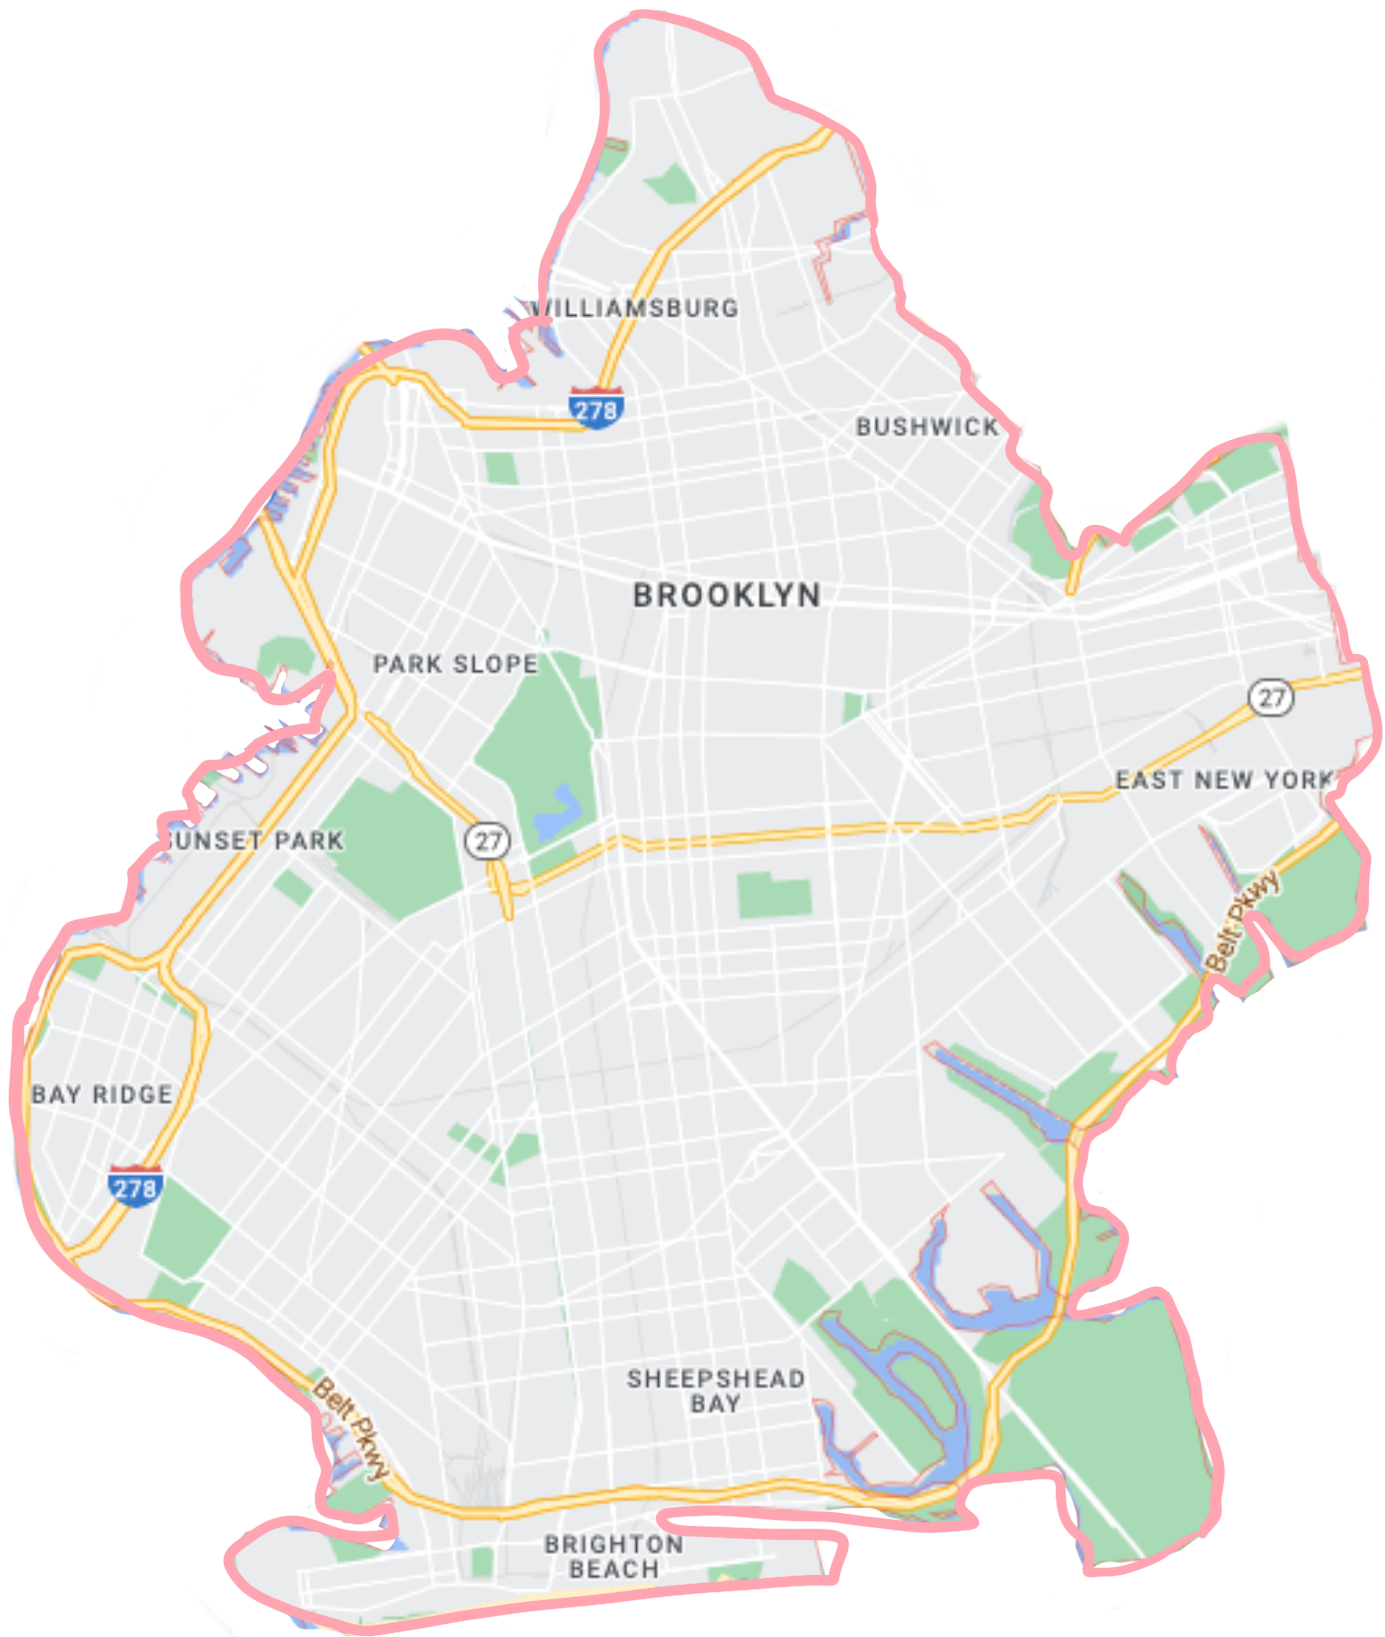 WILLIAMSBURG
278
BUSHWICK
BROOKLYN
PARK SLOPE
27
EAST NEW YORK
SUNSET PARK
27
Belt Pkwy
BAY RIDGE
278
SHEEPSHEAD
BAY
Belt Pkwy
BRIGHTON
BEACH